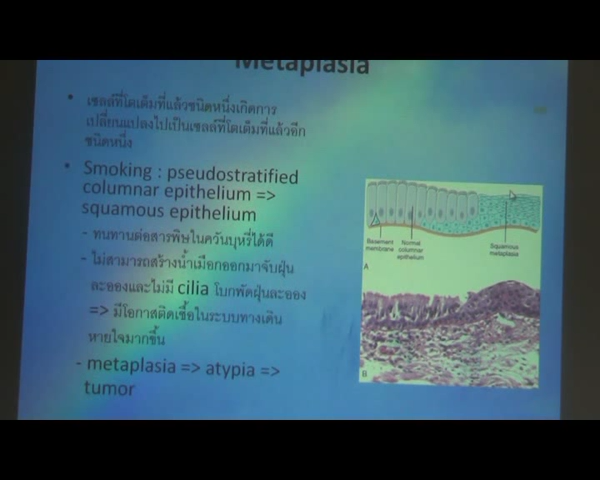 Metaplasia
• เซลล์ที่โตเต็มที่แล้วชนิดหนึ่งเกิดการ
เปลี่ยนแปลงไปเป็นเซลล์ที่โตเต็มที่แล้วอีก
ชนิดหนึ่ง
• Smoking : pseudostratified
columnar epithelium =>
squamous epithelium
- ทนทานต่อสารพิษในควันบุหรี่ได้ดี
- ไม่สามารถสร้างน้ำเมือกออกมาจับฝุ่น
ละอองและไม่มี cilia โบกพัดฝุ่นละออง
=> มีโอกาสติดเชื้อในระบบทางเดิน
หายใจมากขึ้น
- metaplasia => atypia =>
tumor
Basement
membrane
Normal
columnar
epithelium
Squamous
metaplasia
A
B